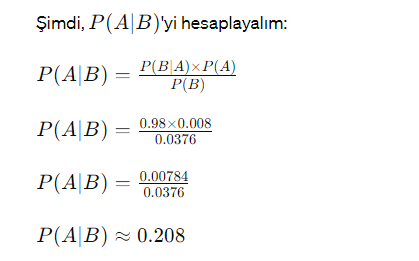 Şimdi, P(A|B)'yi hesaplayalım:
P(A|B) = P(B|A)×P(A) / P(B)
P(A|B) = 0.98×0.008 / 0.0376
P(A|B) = 0.00784 / 0.0376
P(A|B) ≈ 0.208